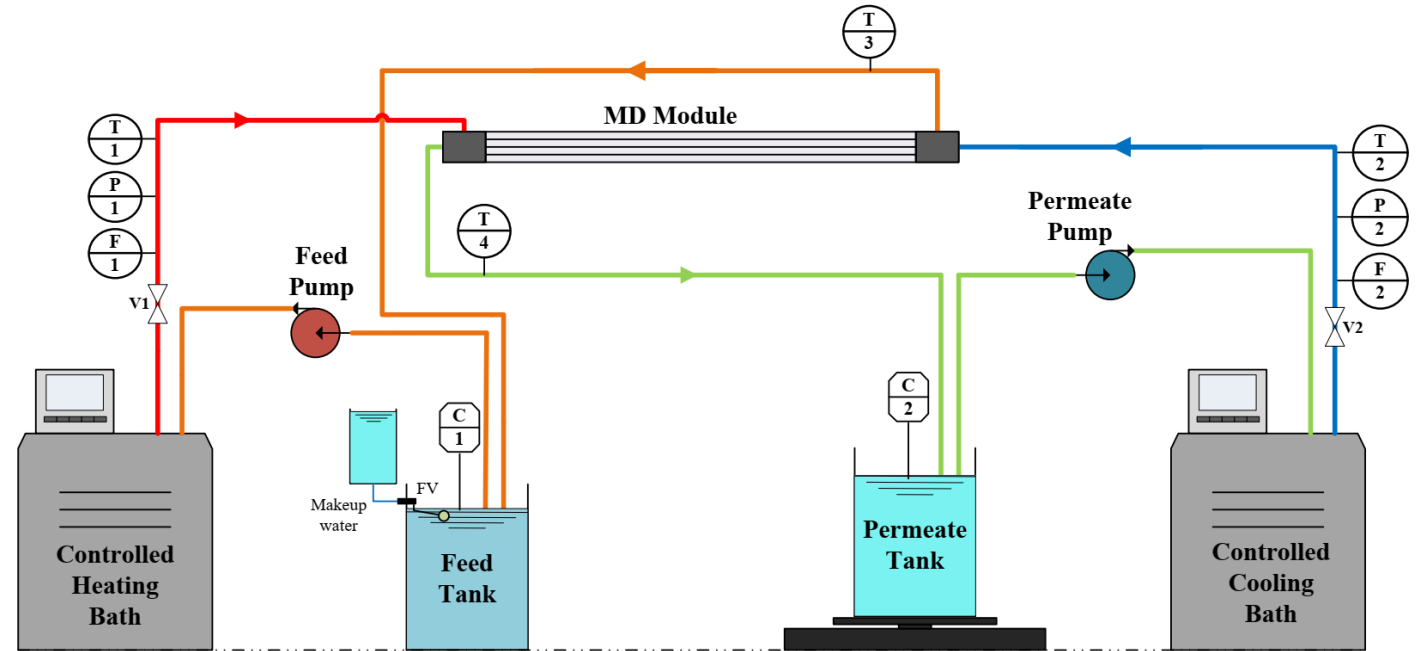 T
3
MD Module
T
1
P
1
F
1
V1
T
4
Feed
Pump
Permeate
Pump
T
2
P
2
F
2
V2
C
1
C
2
FV
Makeup
water
Controlled
Heating
Bath
Feed
Tank
Permeate
Tank
Controlled
Cooling
Bath